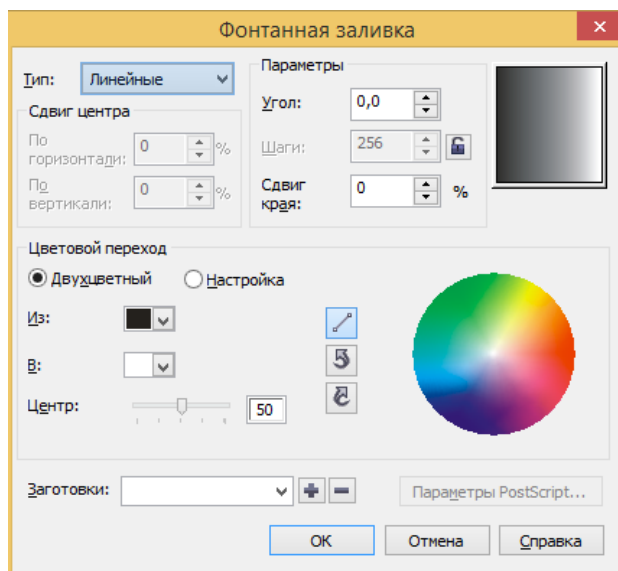 Фонтанная заливка
Тип: Линейные
Сдвиг центра
По горизонтали: 0 %
По вертикали: 0 %
Параметры
Угол: 0,0
Шаги: 256
Сдвиг края: 0 %
Цветовой переход
Двухцветный Настройка
Из:
В:
Центр: 50
Заготовки:
Параметры PostScript...
ОК Отмена Справка